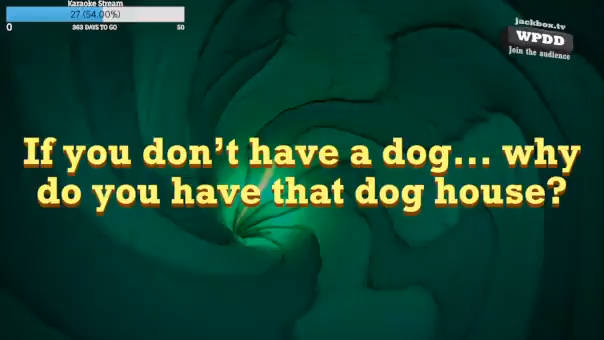 Karaoke Stream
27 (54.00%)
0 363 DAYS TO GO 50
jackbox.tv
WPDD
Join the audience
If you don't have a dog... why
do you have that dog house?